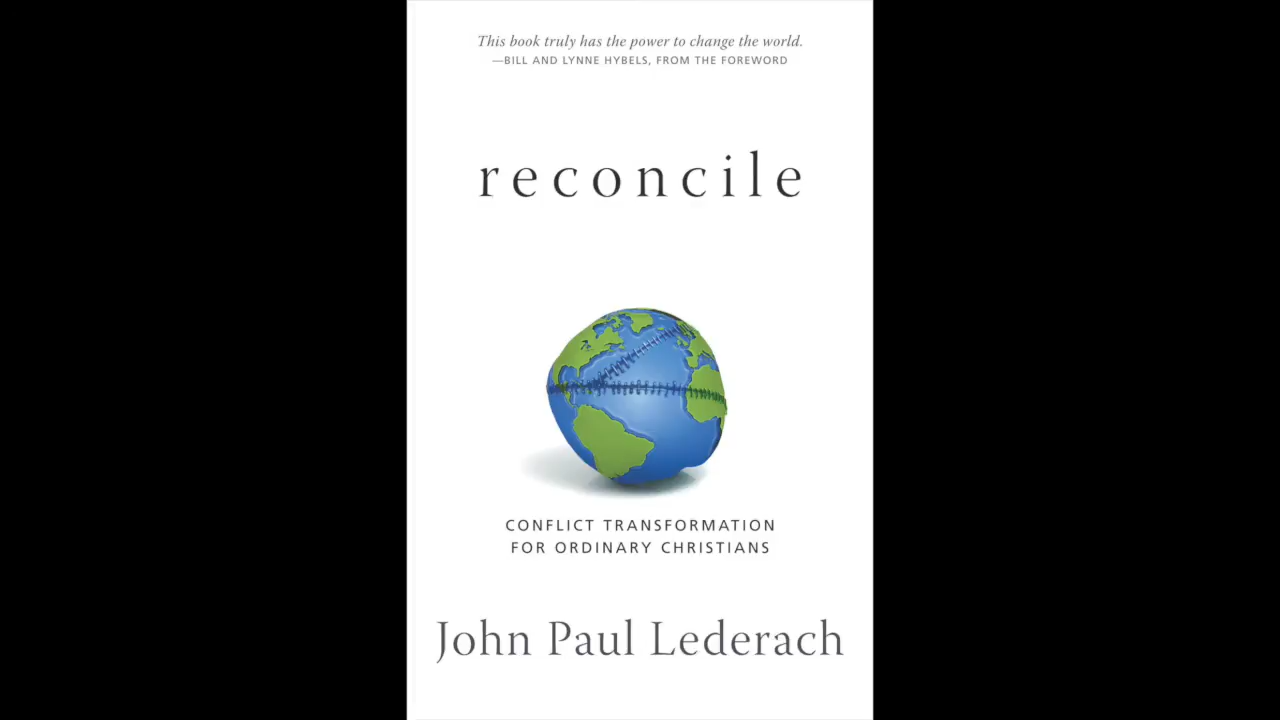 This book truly has the power to change the world.
—BILL AND LYNNE HYBELS, FROM THE FOREWORD
reconcile
CONFLICT TRANSFORMATION
FOR ORDINARY CHRISTIANS
John Paul Lederach